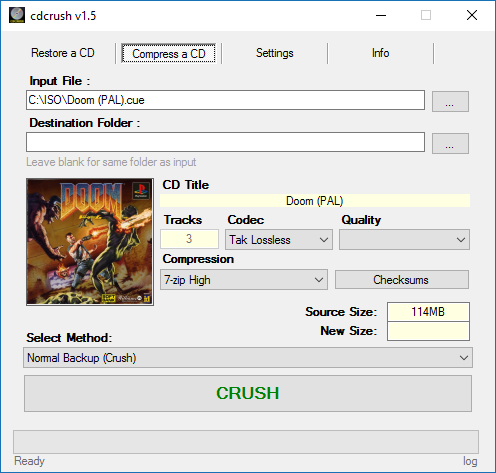 cdcrush v1.5
Restore a CD
Compress a CD
Settings
Info
Input File :
C:\ISO\Doom (PAL).cue
...
Destination Folder :
...
Leave blank for same folder as input
DOOM
CD Title
Doom (PAL)
Tracks Codec Quality
3 Tak Lossless
Compression
7-zip High Checksums
Source Size: 114MB
New Size:
Select Method:
Normal Backup (Crush)
CRUSH
Ready log